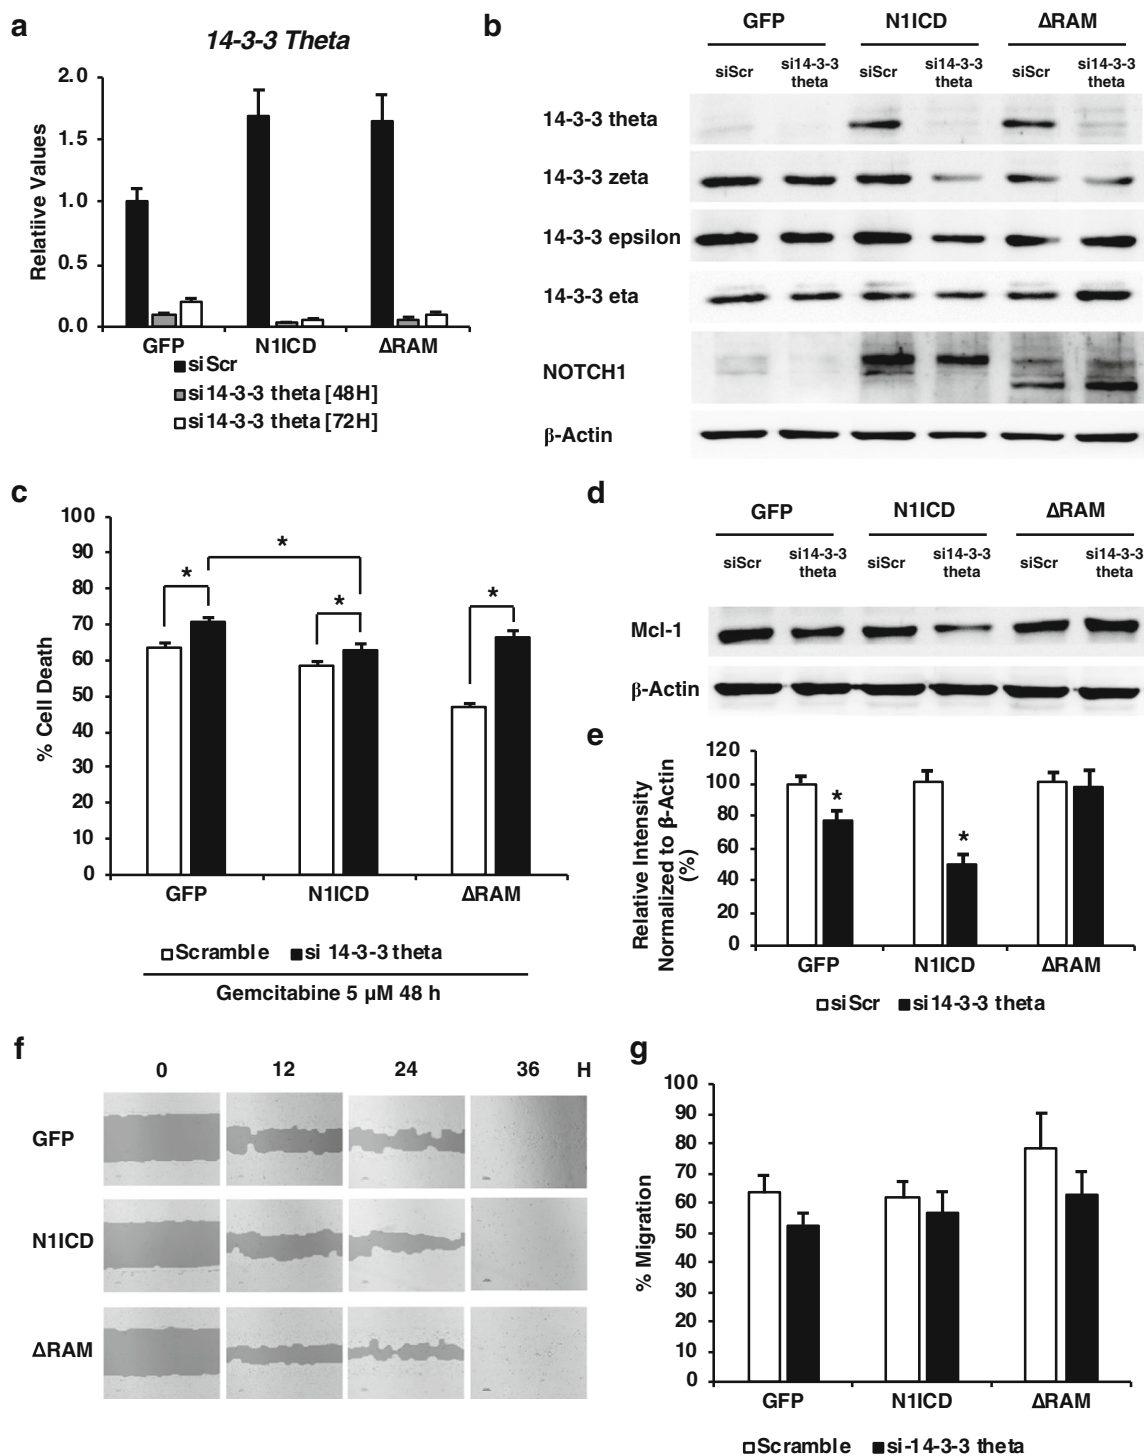 a
14-3-3 Theta
2.0
1.5
1.0
0.5
0.0
Relatiive Values
GFP N1ICD ΔRAM
siScr
si14-3-3 theta [48H]
si14-3-3 theta [72H]
b
GFP N1ICD ΔRAM
siScr si14-3-3 theta siScr si14-3-3 theta siScr si14-3-3 theta
14-3-3 theta
14-3-3 zeta
14-3-3 epsilon
14-3-3 eta
NOTCH1
β-Actin
c
100
90
80
70
60
50
40
30
20
10
0
% Cell Death
* * * *
GFP N1ICD ΔRAM
Scramble si 14-3-3 theta
Gemcitabine 5 µM 48 h
d
GFP N1ICD ΔRAM
siScr si14-3-3 theta siScr si14-3-3 theta siScr si14-3-3 theta
Mcl-1
β-Actin
e
120
100
80
60
40
20
0
Relative Intensity
Normalized to β-Actin
(%)
* *
GFP N1ICD ΔRAM
siScr si14-3-3 theta
f
0 12 24 36 H
GFP
N1ICD
ΔRAM
g
100
90
80
70
60
50
40
30
20
10
0
% Migration
GFP N1ICD ΔRAM
Scramble si-14-3-3 theta